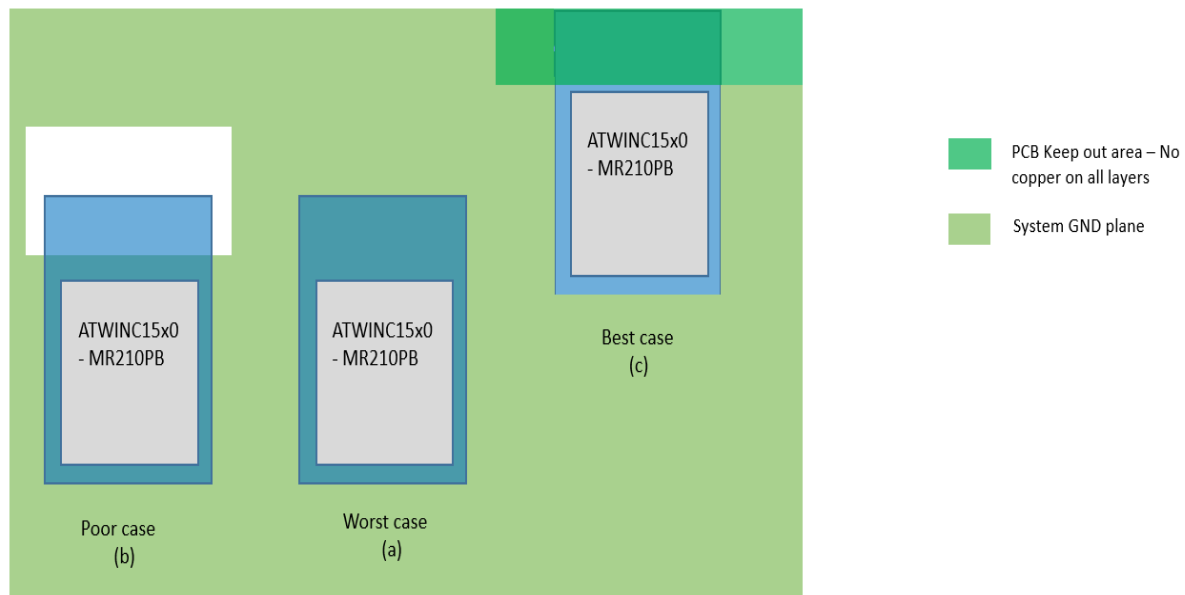 ATWINC15x0
- MR210PB
Poor case
(b)
ATWINC15x0
- MR210PB
Worst case
(a)
ATWINC15x0
- MR210PB
Best case
(c)
PCB Keep out area – No
copper on all layers
System GND plane